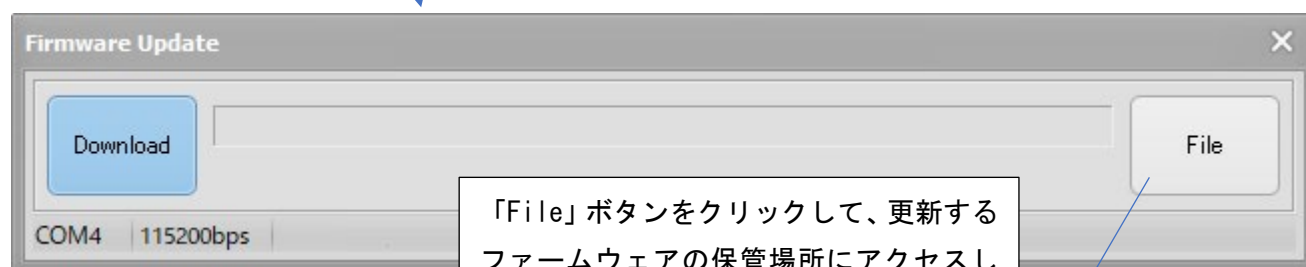 Firmware Update
Download
File
「File」ボタンをクリックして、更新する
ファームウェアの保管場所にアクセスし
COM4 115200bps